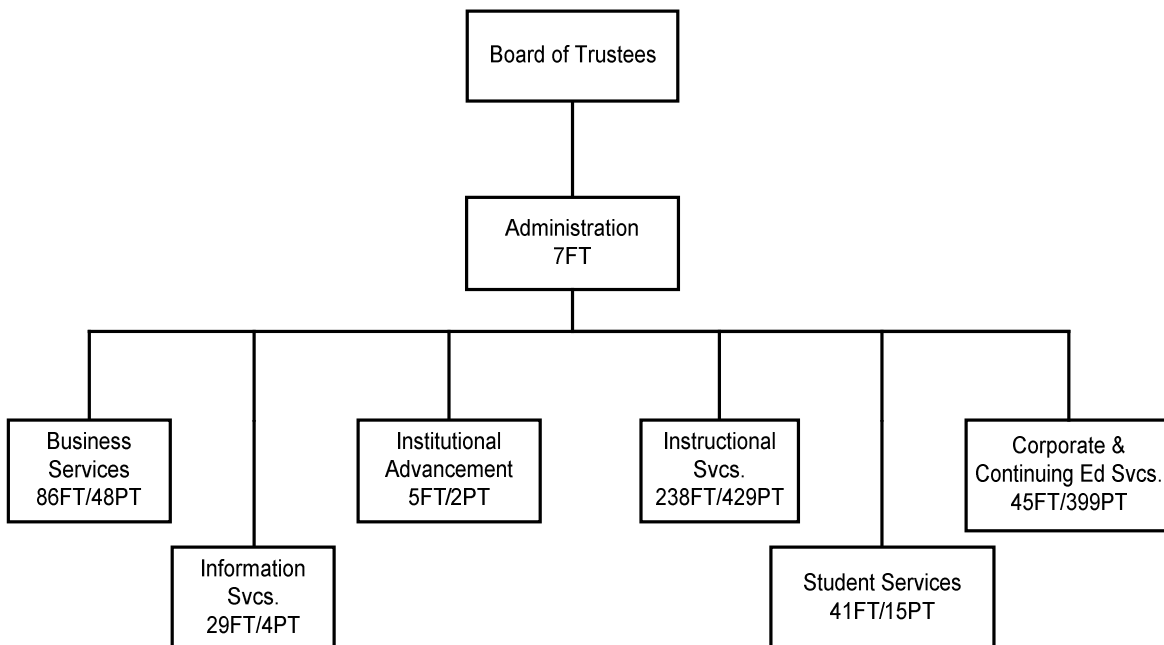 Board of Trustees
Administration
7FT
Business
Services
86FT/48PT
Institutional
Advancement
5FT/2PT
Instructional
Svcs.
238FT/429PT
Corporate &
Continuing Ed Svcs.
45FT/399PT
Information
Svcs.
29FT/4PT
Student Services
41FT/15PT